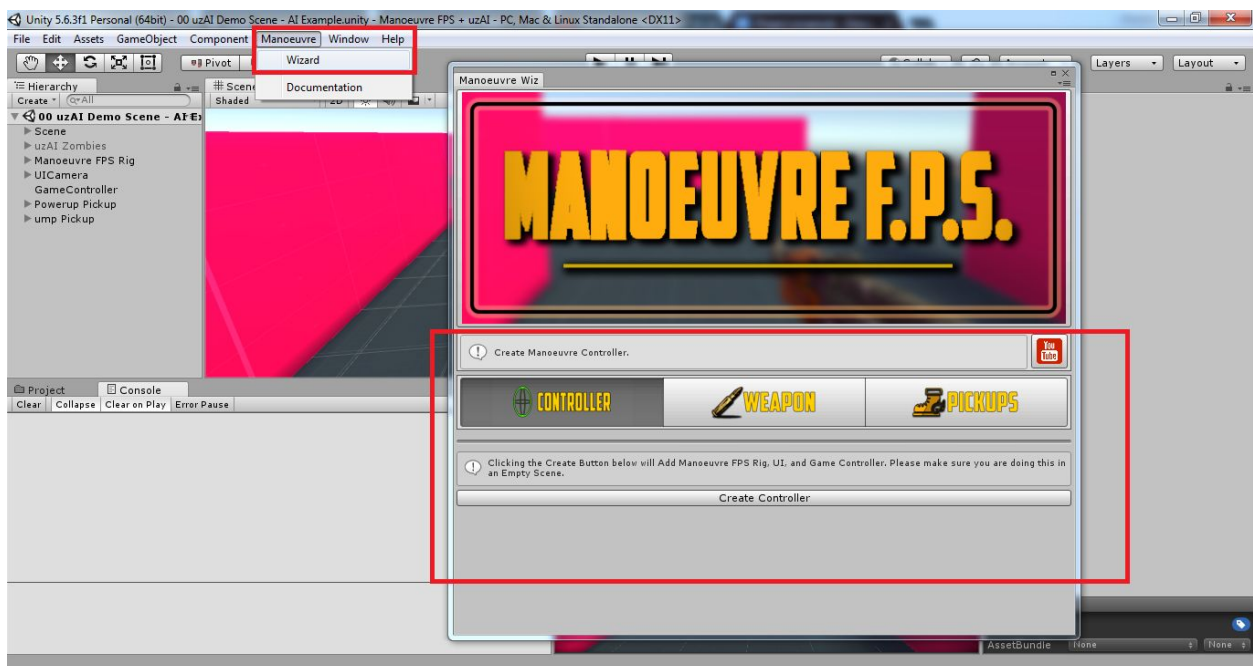 Unity 5.6.3f1 Personal (64bit) - 00 uzAI Demo Scene - AI Example.unity - Manoeuvre FPS + uzAI - PC, Mac & Linux Standalone <DX11>
File Edit Assets GameObject Component Manoeuvre Window Help
Pivot
Wizard
Documentation
Layers
Layout
Hierarchy
Create
All
00 uzAI Demo Scene - AI
Scene
uzAI Zombies
Manoeuvre FPS Rig
UICamera
GameController
Powerup Pickup
ump Pickup
Shaded
2D
Manoeuvre Wiz
MANOEUVRE F.P.S.
Create Manoeuvre Controller.
You
Tube
CONTROLLER WEAPON PICKUPS
Clicking the Create Button below will Add Manoeuvre FPS Rig, UI, and Game Controller. Please make sure you are doing this in
an Empty Scene.
Create Controller
Project Console
Clear Collapse Clear on Play Error Pause
AssetBundle None None